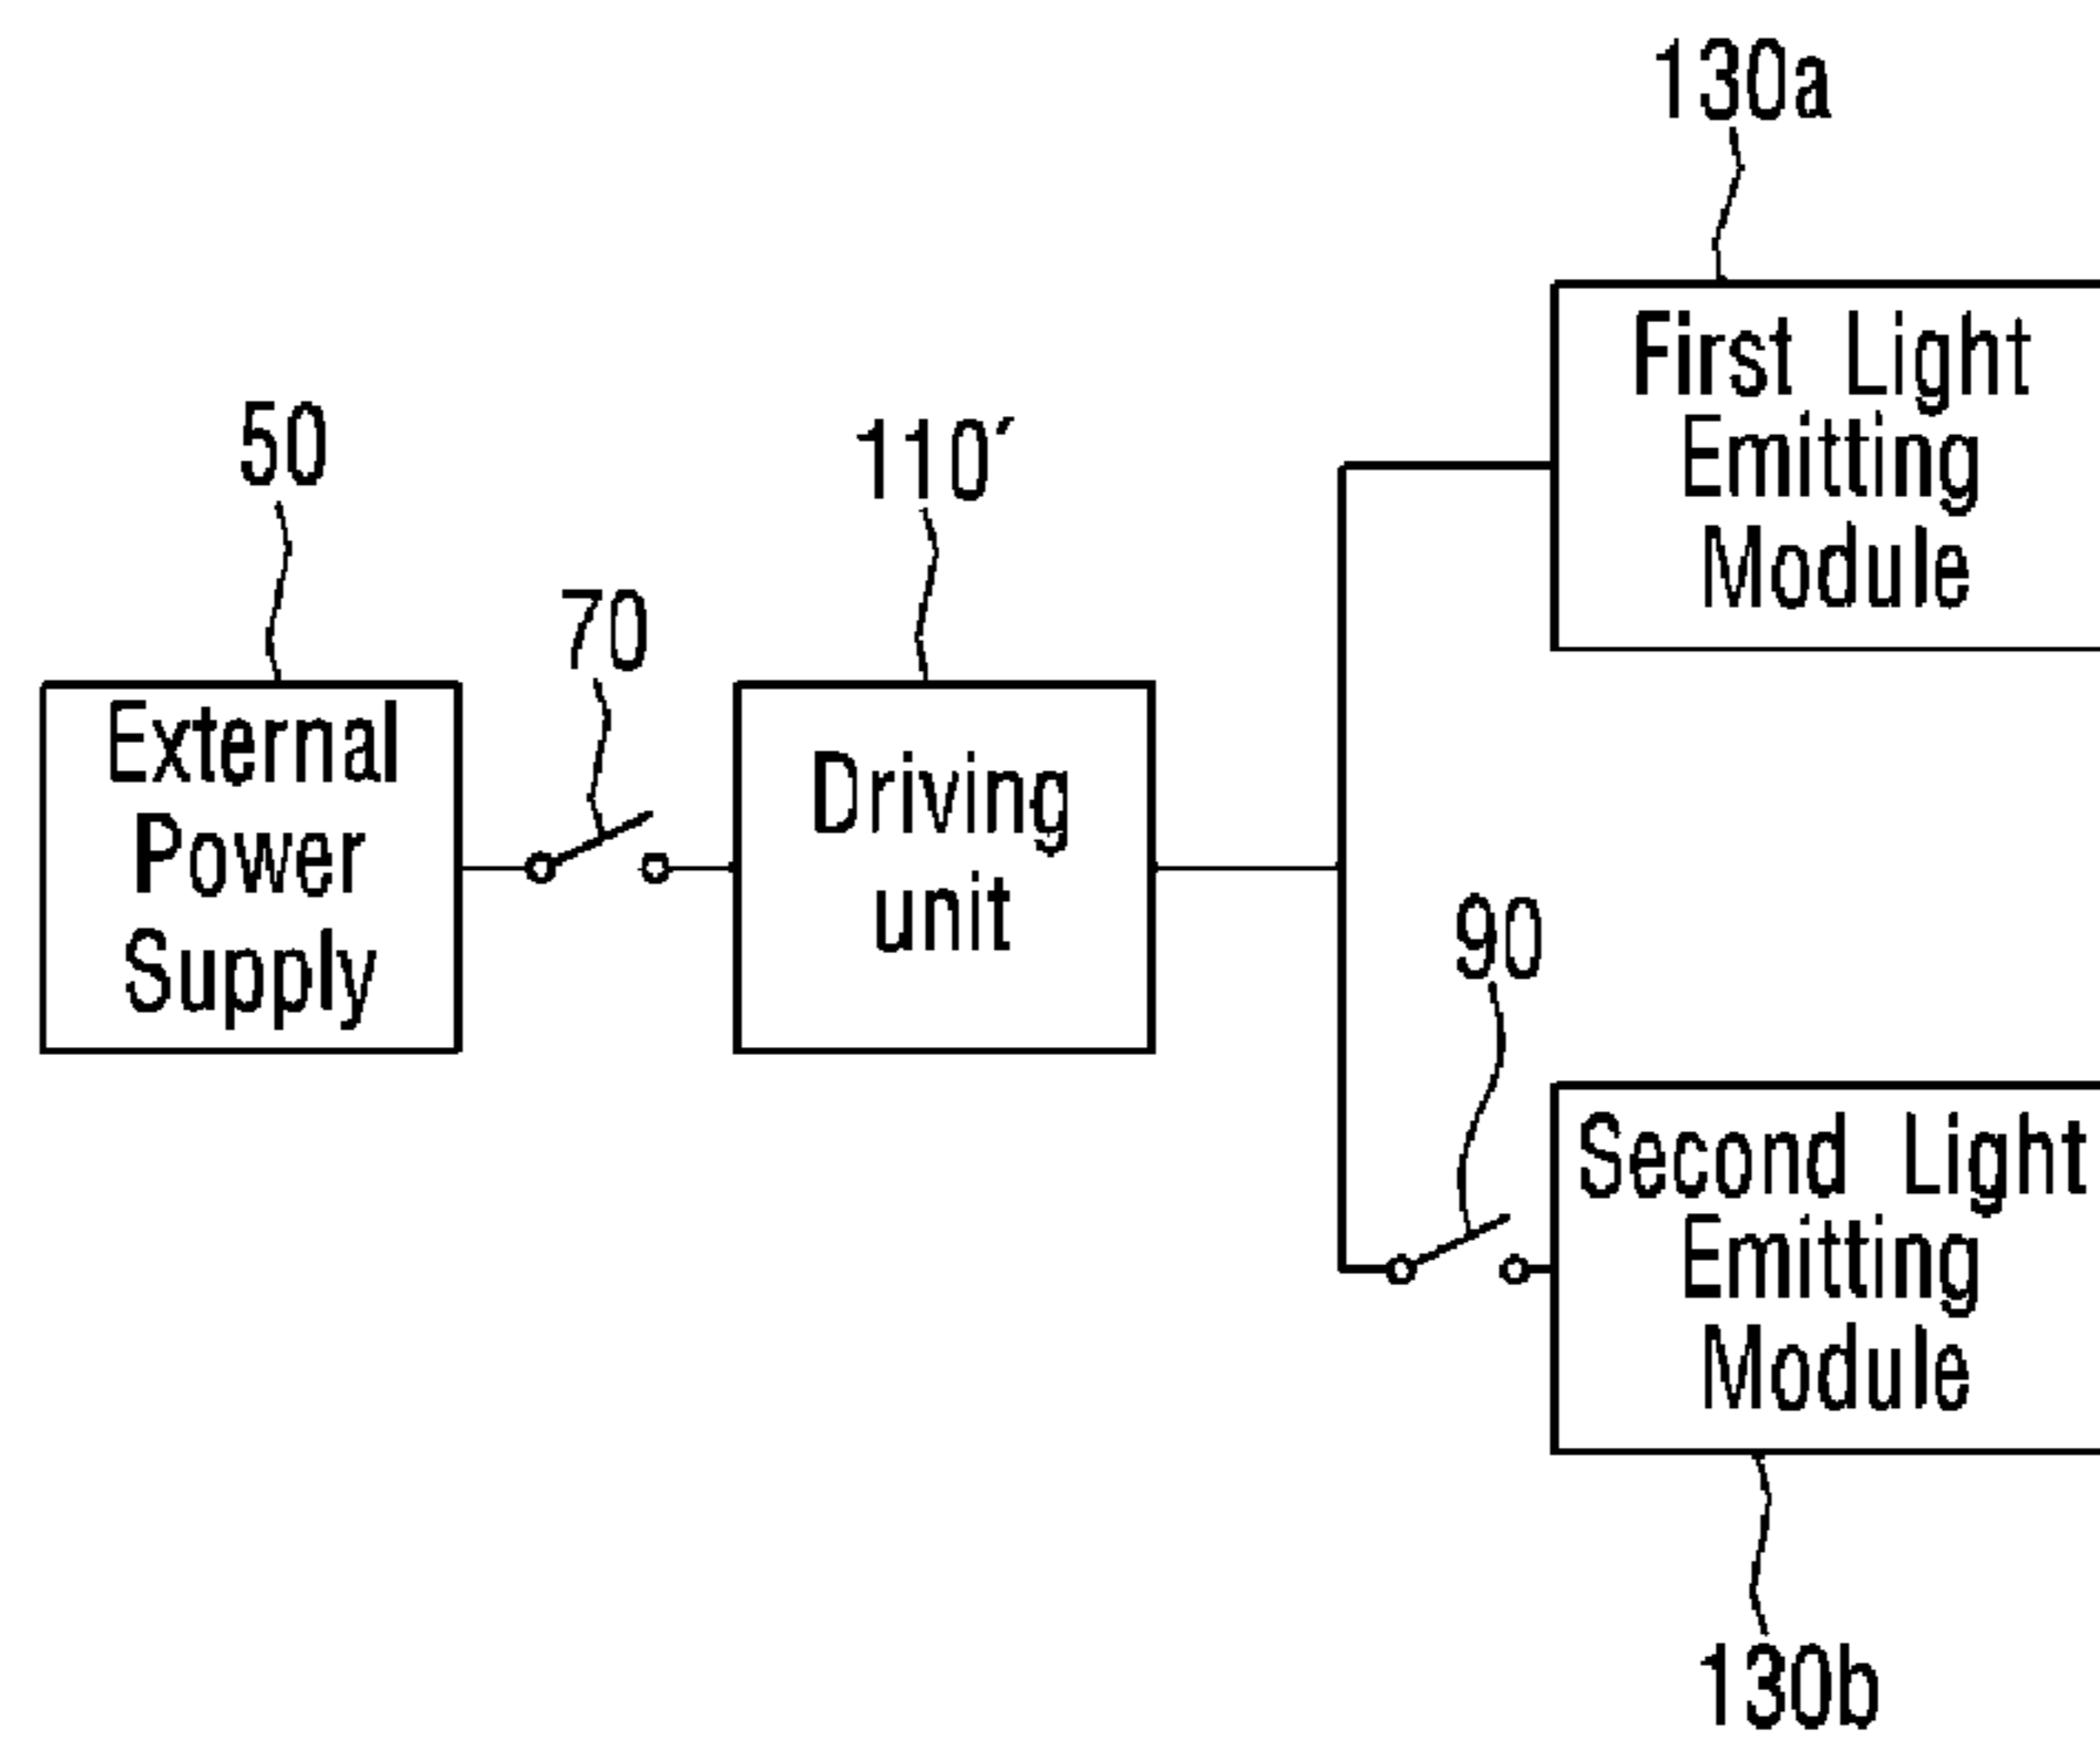 130a
First Light
Emitting
Module
50
110′
70
External
Power
Supply
Driving
unit
90
Second Light
Emitting
Module
130b